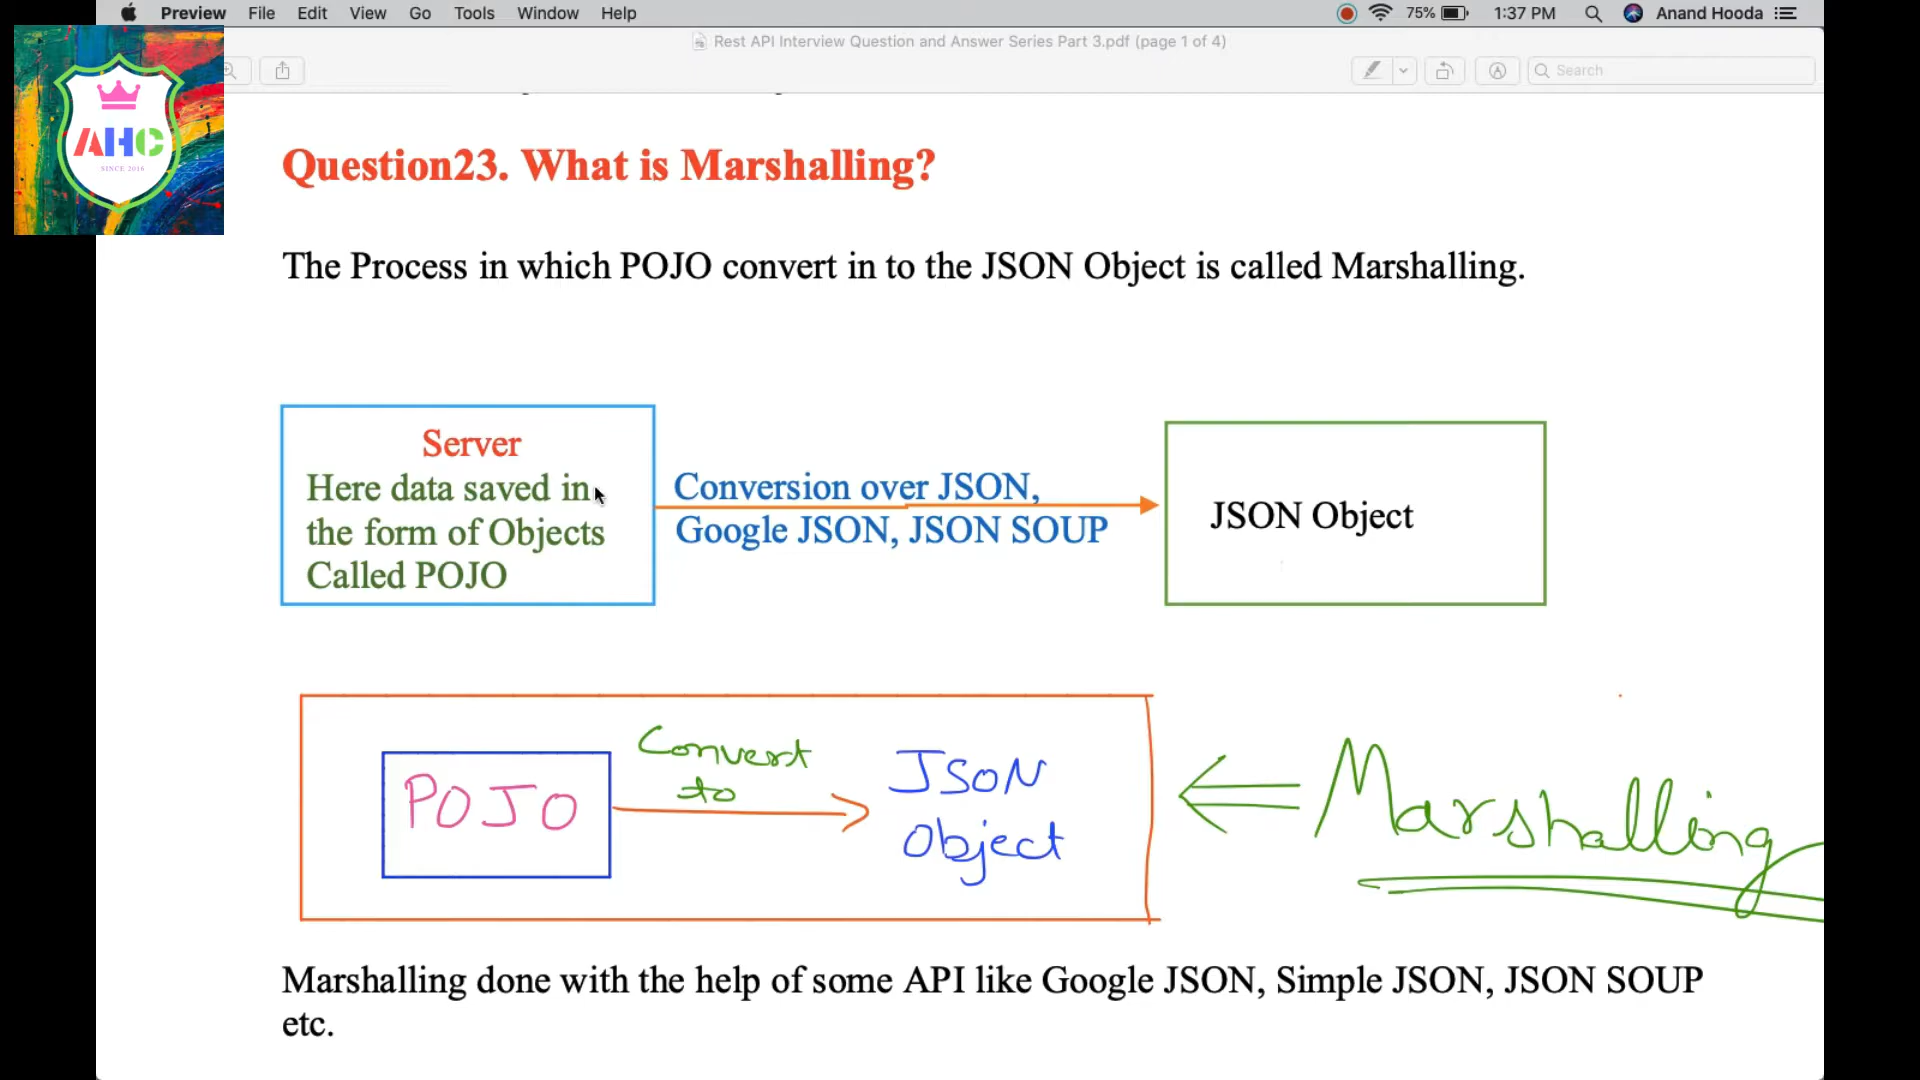 Preview File Edit View Go Tools Window Help 75% 1:37 PM Anand Hooda
Rest API Interview Question and Answer Series Part 3.pdf (page 1 of 4)
Search
AHC
SINCE 2016
Question23. What is Marshalling?
The Process in which POJO convert in to the JSON Object is called Marshalling.
Server
Here data saved in
the form of Objects
Called POJO
Conversion over JSON,
Google JSON, JSON SOUP
JSON Object
POJO
Convert
to
JSON
Object
Marshalling
Marshalling done with the help of some API like Google JSON, Simple JSON, JSON SOUP
etc.